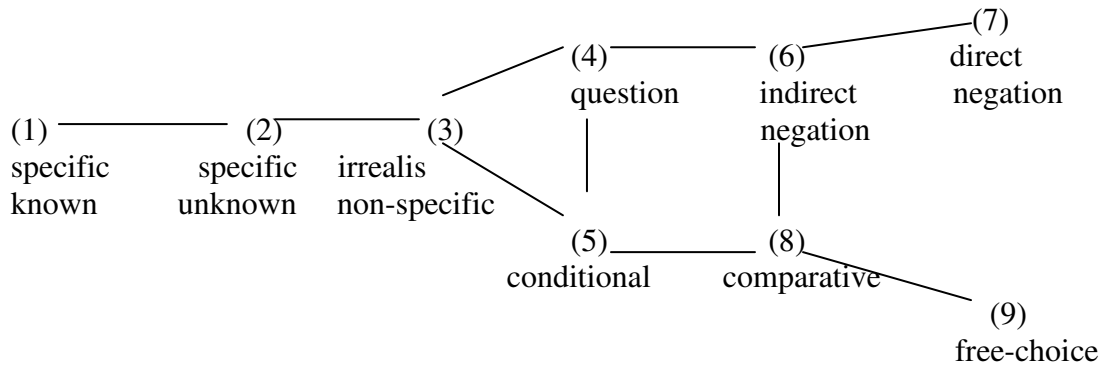 (7)
direct
negation
(4)
question
(6)
indirect
negation
(1)
specific
known
(2)
specific
unknown
(3)
irrealis
non-specific
(5)
conditional
(8)
comparative
(9)
free-choice